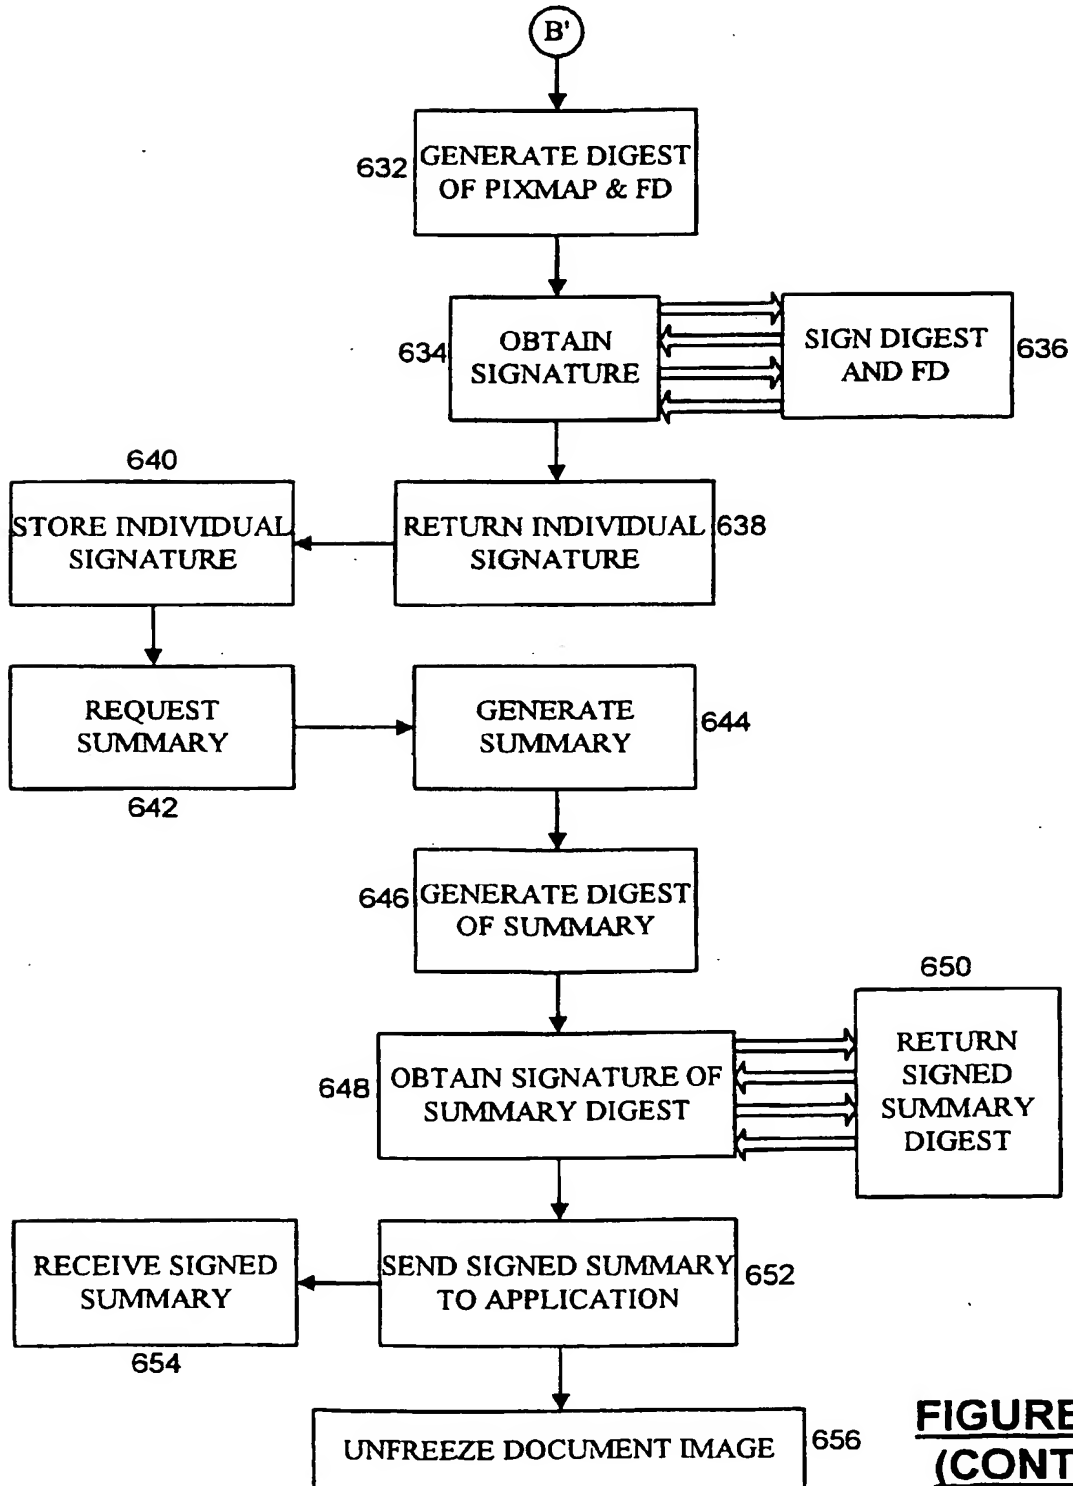 B'
632
GENERATE DIGEST
OF PIXMAP & FD
634
OBTAIN
SIGNATURE
SIGN DIGEST
AND FD
636
640
STORE INDIVIDUAL
SIGNATURE
RETURN INDIVIDUAL
SIGNATURE
638
REQUEST
SUMMARY
642
GENERATE
SUMMARY
644
646
GENERATE DIGEST
OF SUMMARY
648
OBTAIN SIGNATURE OF
SUMMARY DIGEST
650
RETURN
SIGNED
SUMMARY
DIGEST
RECEIVE SIGNED
SUMMARY
654
SEND SIGNED SUMMARY
TO APPLICATION
652
UNFREEZE DOCUMENT IMAGE
656
FIGURE
(CONT